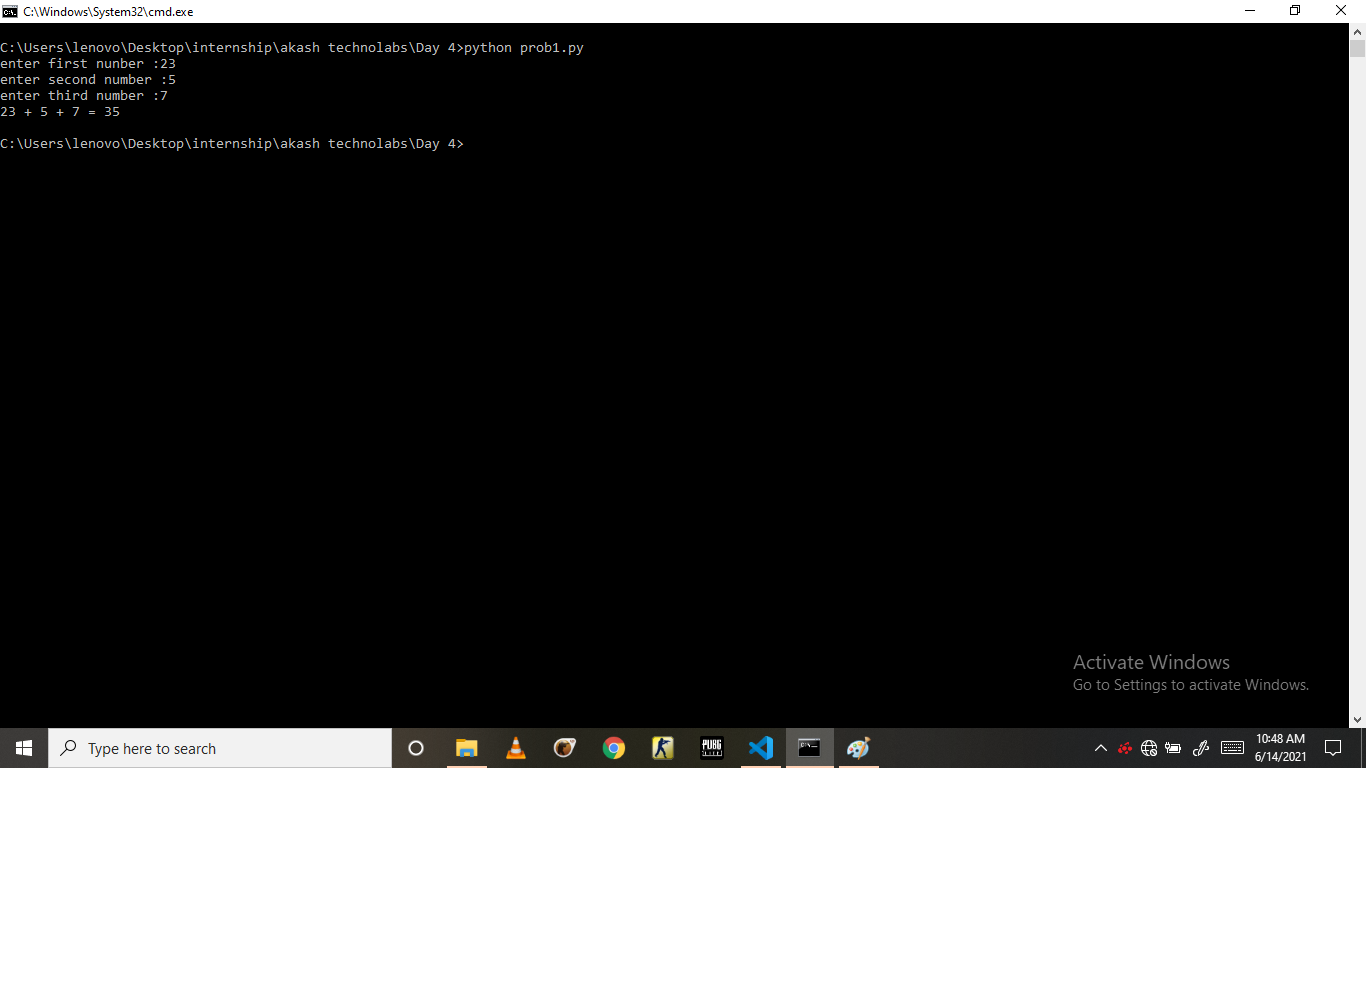 C:\Windows\System32\cmd.exe
C:\Users\lenovo\Desktop\internship\akash technolabs\Day 4>python prob1.py
enter first nunber :23
enter second number :5
enter third number :7
23 + 5 + 7 = 35
C:\Users\lenovo\Desktop\internship\akash technolabs\Day 4>
Activate Windows
Go to Settings to activate Windows.
Type here to search
PUBG
10:48 AM
6/14/2021